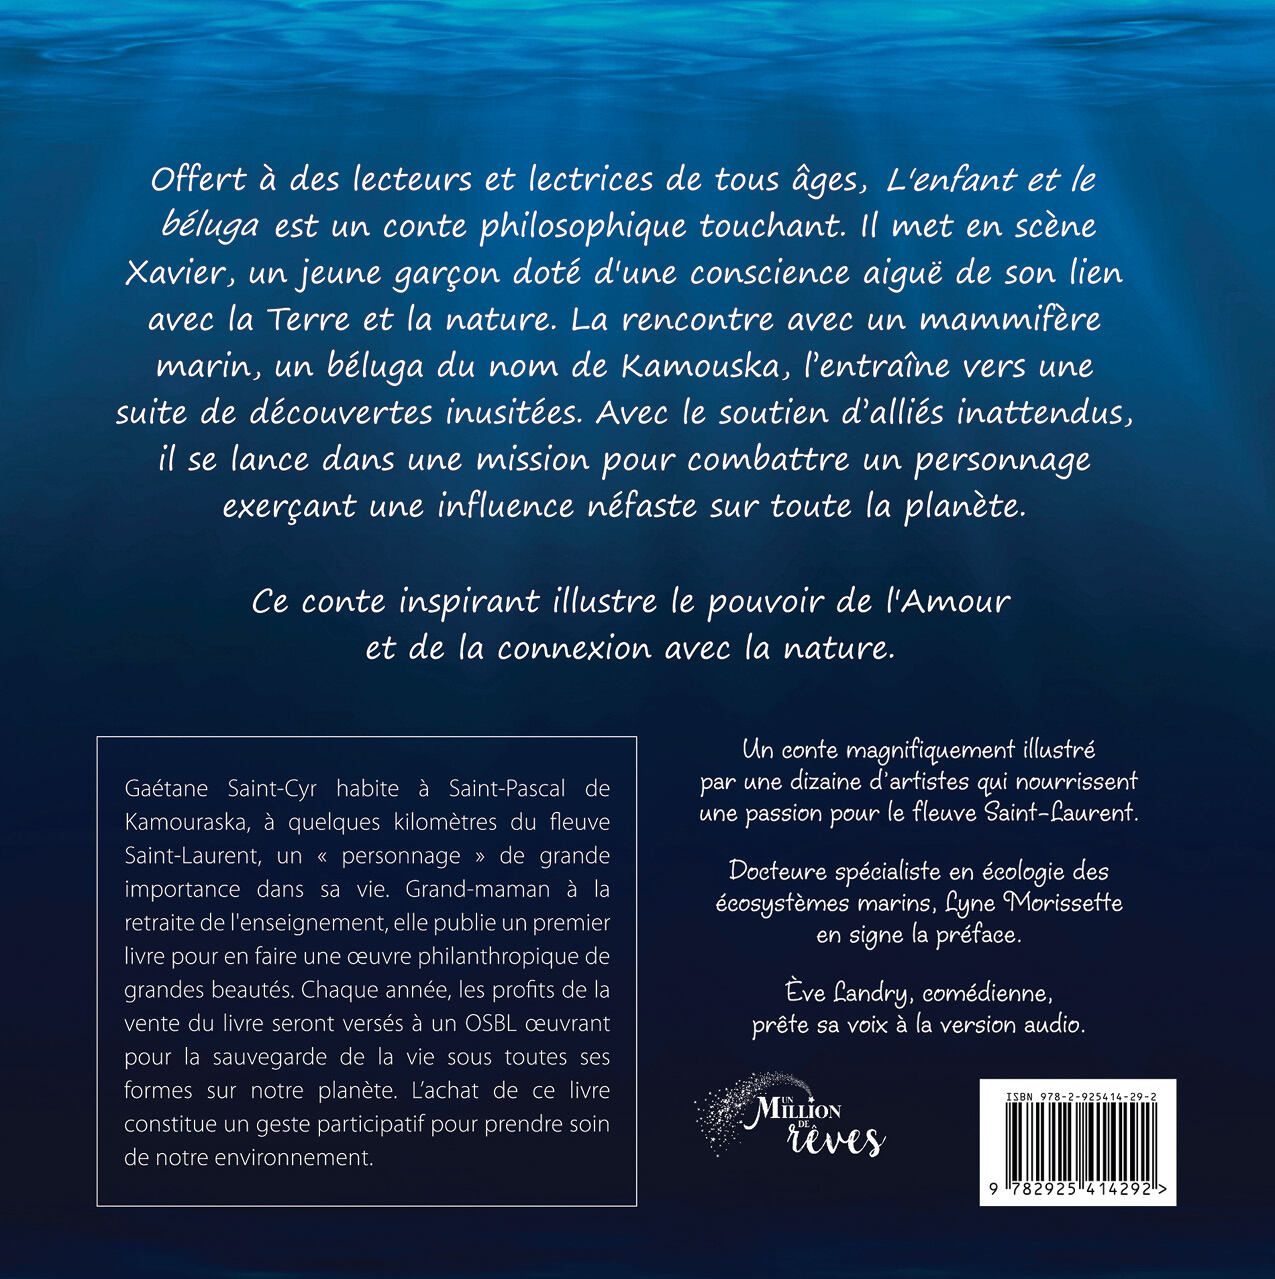 Offert à des lecteurs et lectrices de tous âges, L'enfant et le
béluga est un conte philosophique touchant. Il met en scène
Xavier, un jeune garçon doté d'une conscience aiguë de son lien
avec la Terre et la nature. La rencontre avec un mammifère
marin, un béluga du nom de Kamouska, l’entraîne vers une
suite de découvertes inusitées. Avec le soutien d’alliés inattendus,
il se lance dans une mission pour combattre un personnage
exerçant une influence néfaste sur toute la planète.
Ce conte inspirant illustre le pouvoir de l'Amour
et de la connexion avec la nature.
Gaétane Saint-Cyr habite à Saint-Pascal de
Kamouraska, à quelques kilomètres du fleuve
Saint-Laurent, un « personnage » de grande
importance dans sa vie. Grand-maman à la
retraite de l'enseignement, elle publie un premier
livre pour en faire une œuvre philanthropique de
grandes beautés. Chaque année, les profits de la
vente du livre seront versés à un OSBL œuvrant
pour la sauvegarde de la vie sous toutes ses
formes sur notre planète. L’achat de ce livre
constitue un geste participatif pour prendre soin
de notre environnement.
Un conte magnifiquement illustré
par une dizaine d’artistes qui nourrissent
une passion pour le fleuve Saint-Laurent.
Docteure spécialiste en écologie des
écosystèmes marins, Lyne Morissette
en signe la préface.
Ève Landry, comédienne,
prête sa voix à la version audio.
UN
MILLION
DE
rêves
ISBN 978-2-925414-29-2
9 782925 414292>